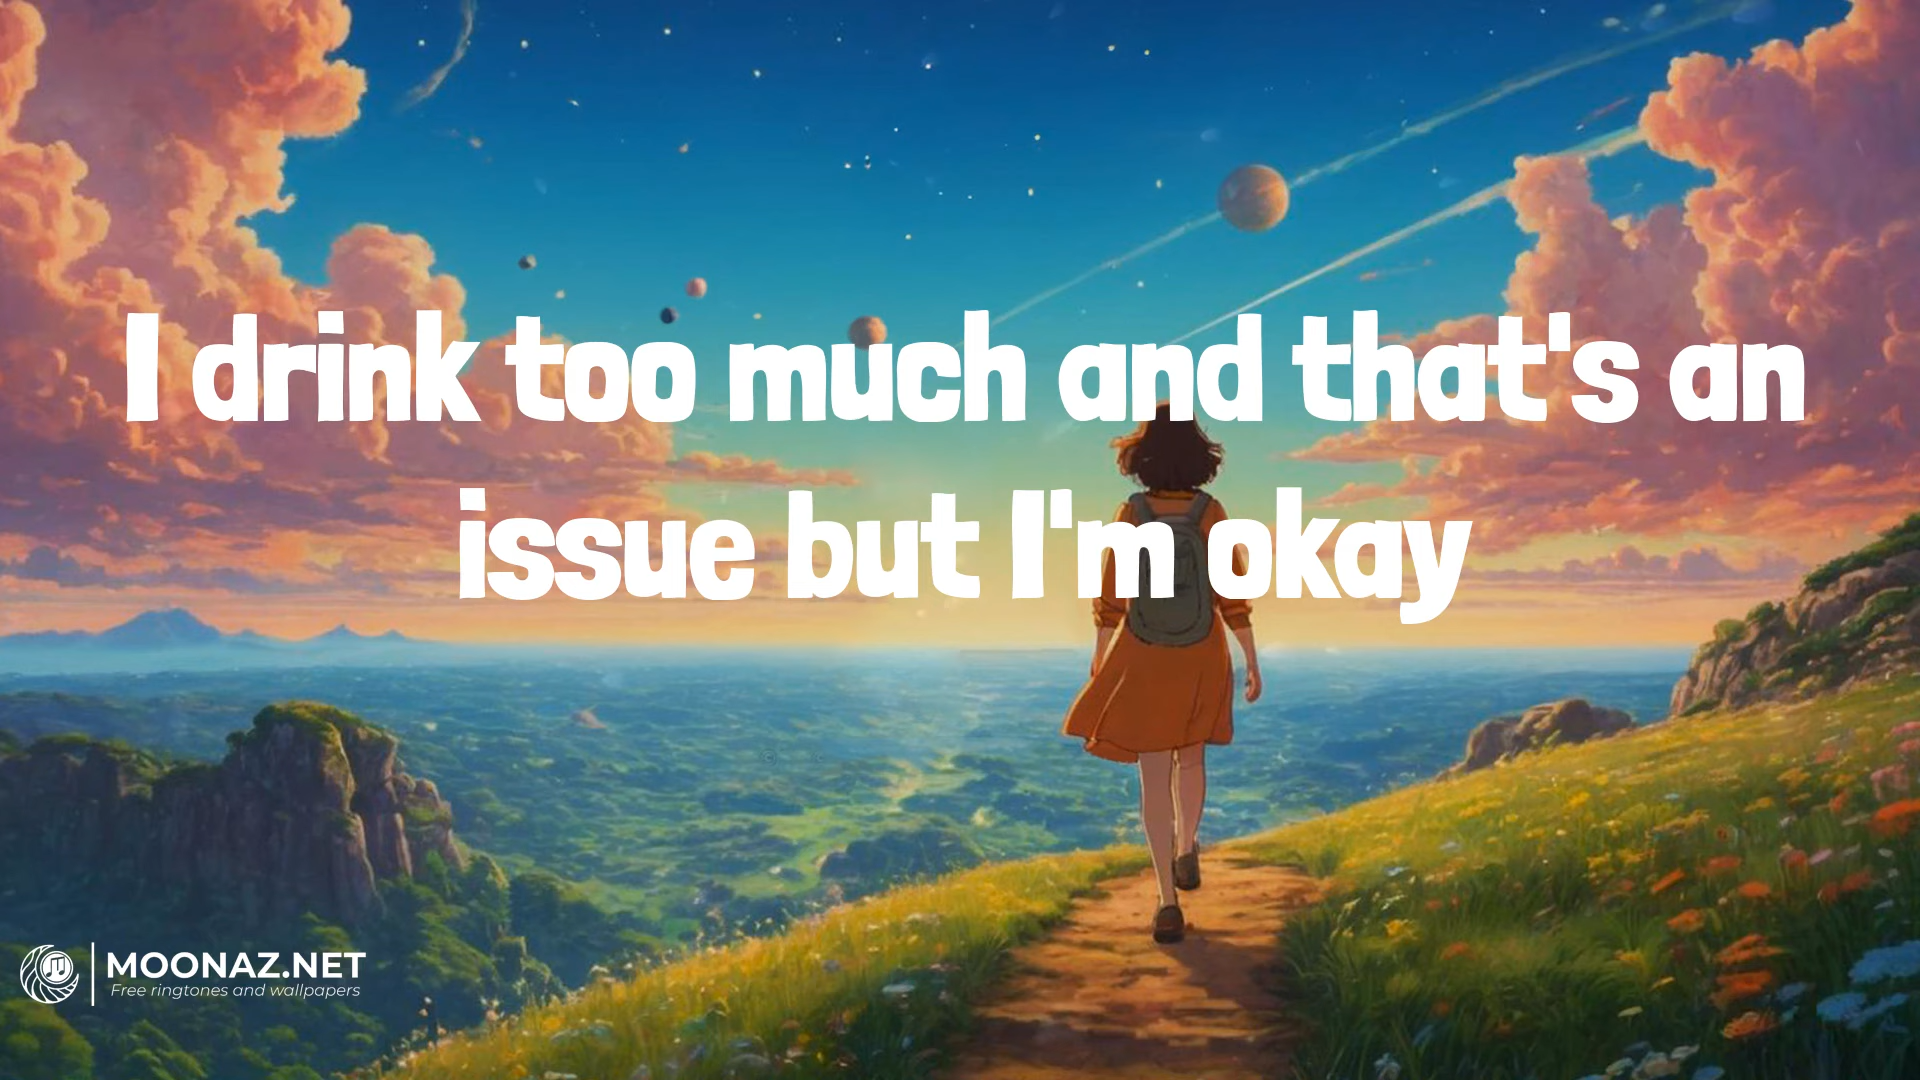 I drink too much and that's an
issue but I'm okay
MOONAZ.NET
Free ringtones and wallpapers